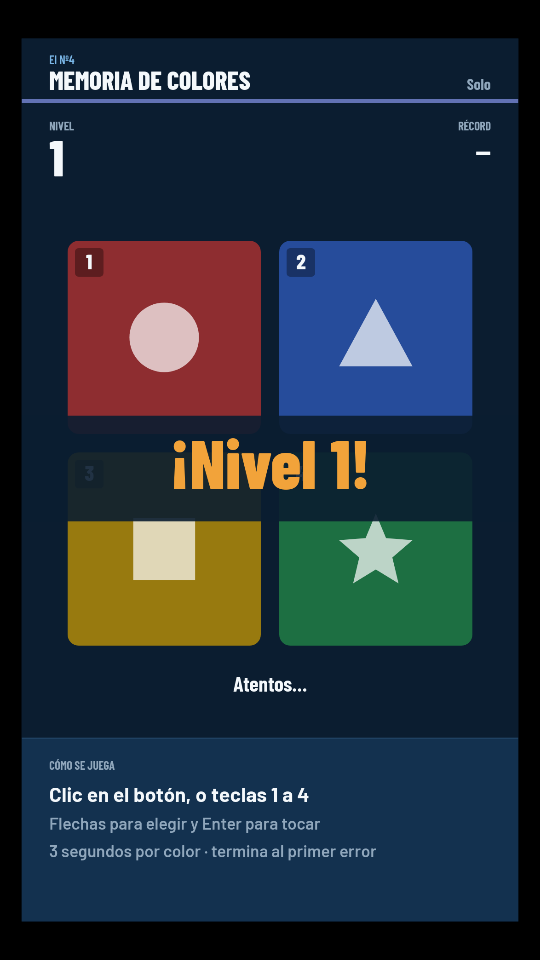 El Nº4
MEMORIA DE COLORES
Solo
NIVEL
RÉCORD
1
–
1
2
3
¡Nivel 1!
Atentos...
CÓMO SE JUEGA
Clic en el botón, o teclas 1 a 4
Flechas para elegir y Enter para tocar
3 segundos por color · termina al primer error